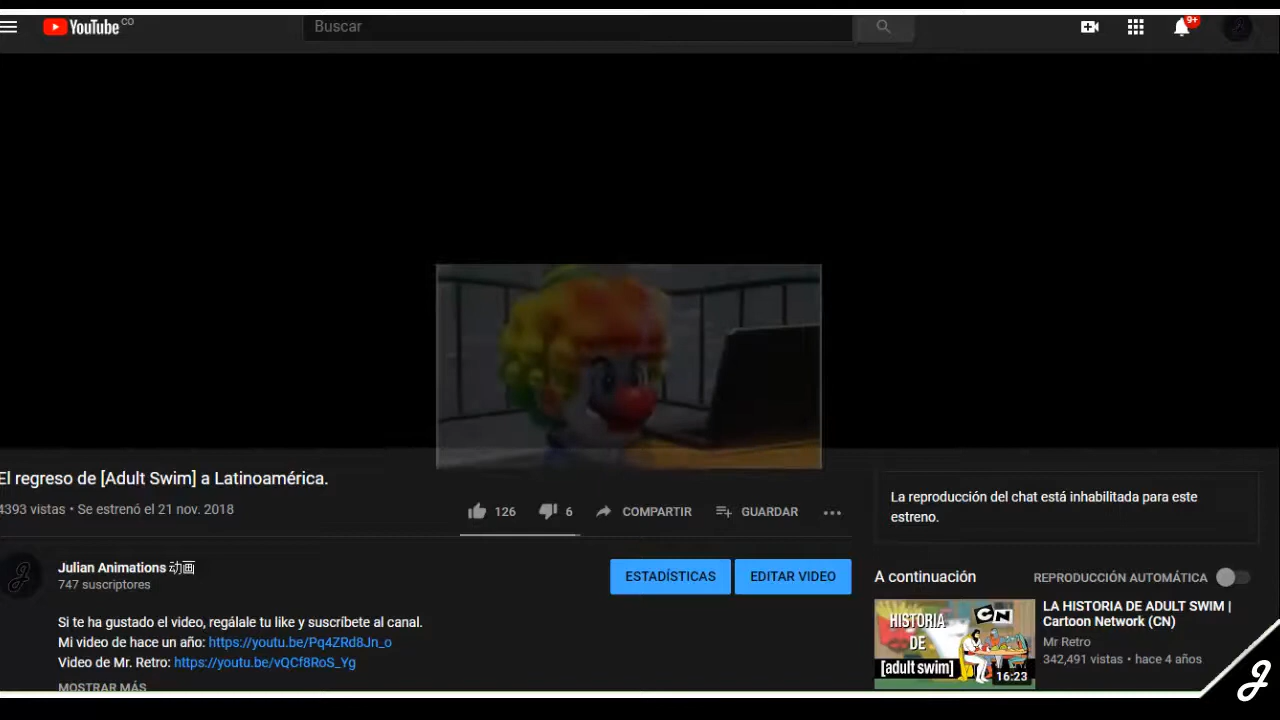 YouTube CO
Buscar
9+
El regreso de [Adult Swim] a Latinoamérica.
4393 vistas • Se estrenó el 21 nov. 2018
126
6
COMPARTIR
GUARDAR
La reproducción del chat está inhabilitada para este
estreno.
Julian Animations 动画
747 suscriptores
ESTADÍSTICAS
EDITAR VIDEO
A continuación
REPRODUCCIÓN AUTOMÁTICA
Si te ha gustado el video, regálale tu like y suscríbete al canal.
Mi video de hace un año: https://youtu.be/Pq4ZRd8Jn_o
Video de Mr. Retro: https://youtu.be/vQCf8RoS_Yg
MOSTRAR MÁS
HISTORIA
DE
[adult swim]
CN
16:23
LA HISTORIA DE ADULT SWIM |
Cartoon Network (CN)
Mr Retro
342,491 vistas • hace 4 años
J